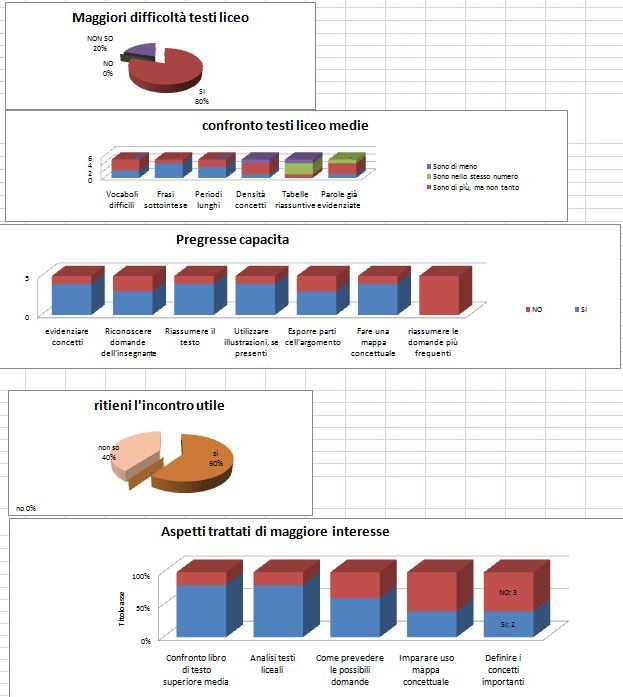 Maggiori difficoltà testi liceo
NON SO
20%
NO
0%
SI
80%
confronto testi liceo medie
6
4
2
0
Vocaboli difficili
Frasi sottointese
Periodi lunghi
Densità concetti
Tabelle riassuntive
Parole già evidenziate
Sono di meno
Sono nello stesso numero
Sono di più, ma non tanto
Pregresse capacita
5
0
evidenziare concetti
Riconoscere domande dell'insegnante
Riassumere il testo
Utilizzare illustrazioni, se presenti
Esporre parti cell'argomento
Fare una mappa concettuale
riassumere le domande più frequenti
NO
SI
ritieni l'incontro utile
non so
40%
si
60%
no 0%
Aspetti trattati di maggiore interesse
Titolo asse
100%
50%
0%
NO; 3
SI; 2
Confronto libro di testo superiore media
Analisi testi liceali
Come prevedere le possibili domande
Imparare uso mappa concettuale
Definire i concetti importanti